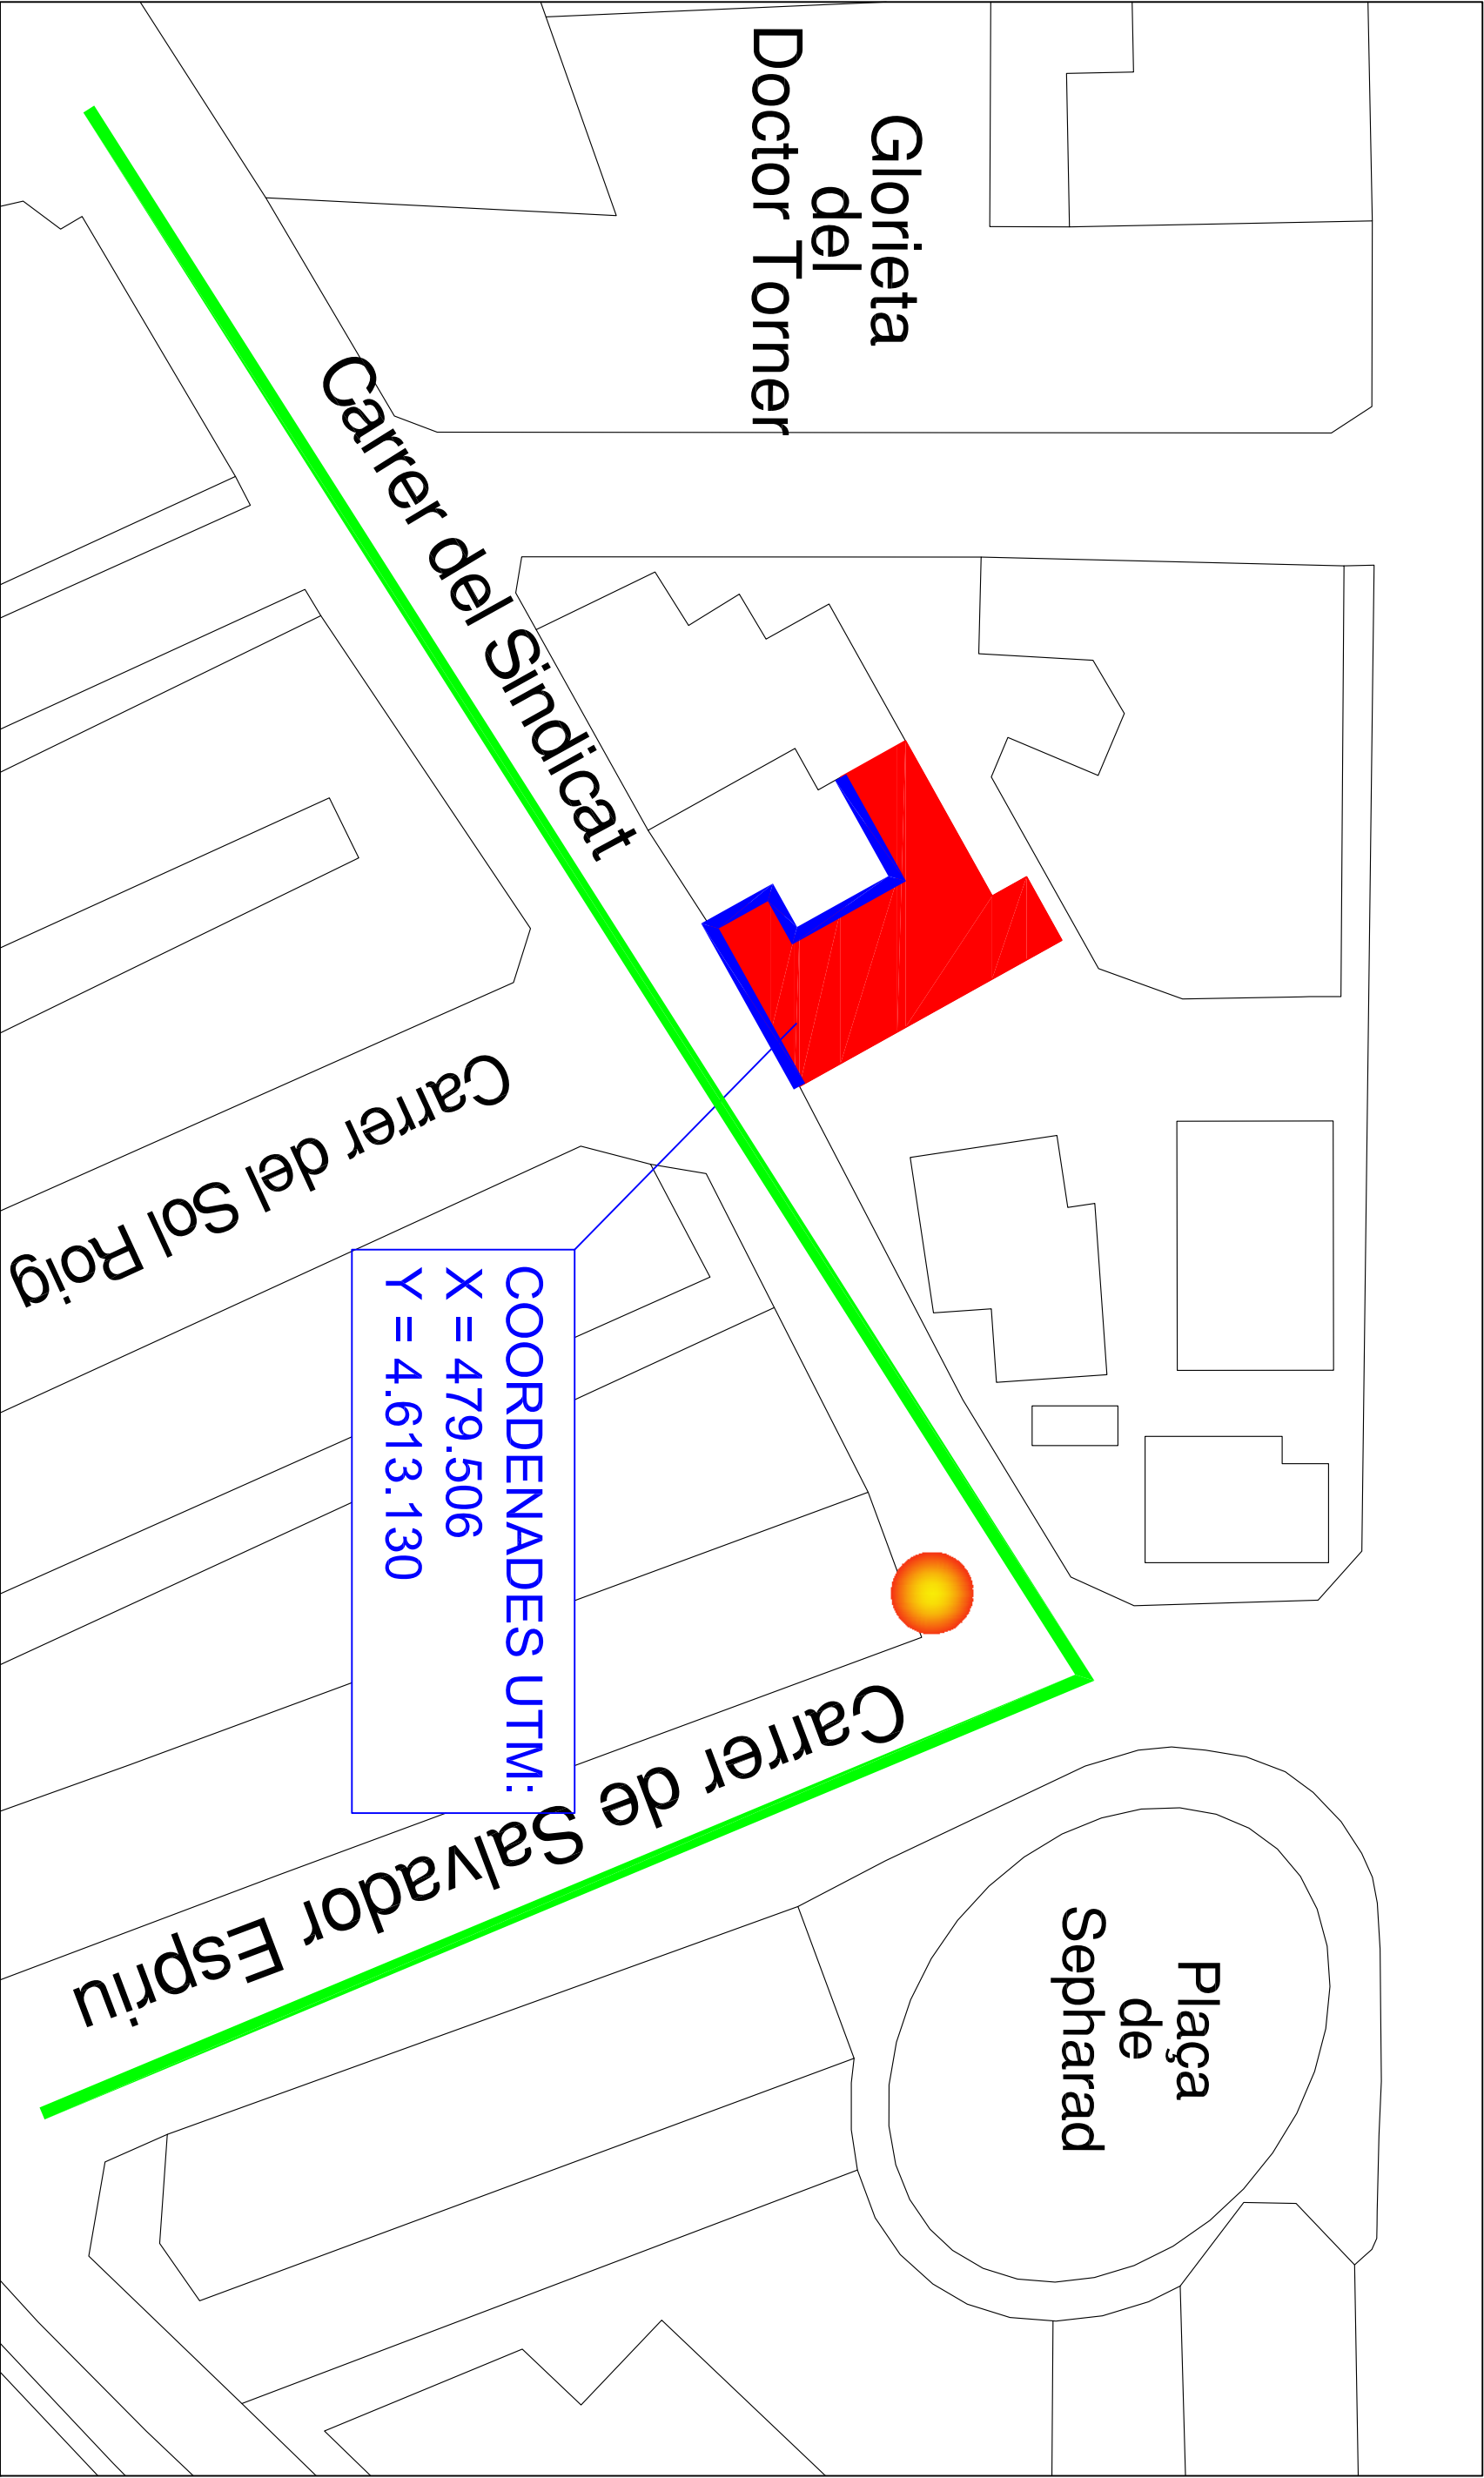 Glorieta
del
Doctor Torner
Carrer del Sindicat
Carrer del Sol Roig
COORDENADES UTM:
X = 479.506
Y = 4.613.130
Carrer de Salvador Espriu
Plaça
de
Sepharad